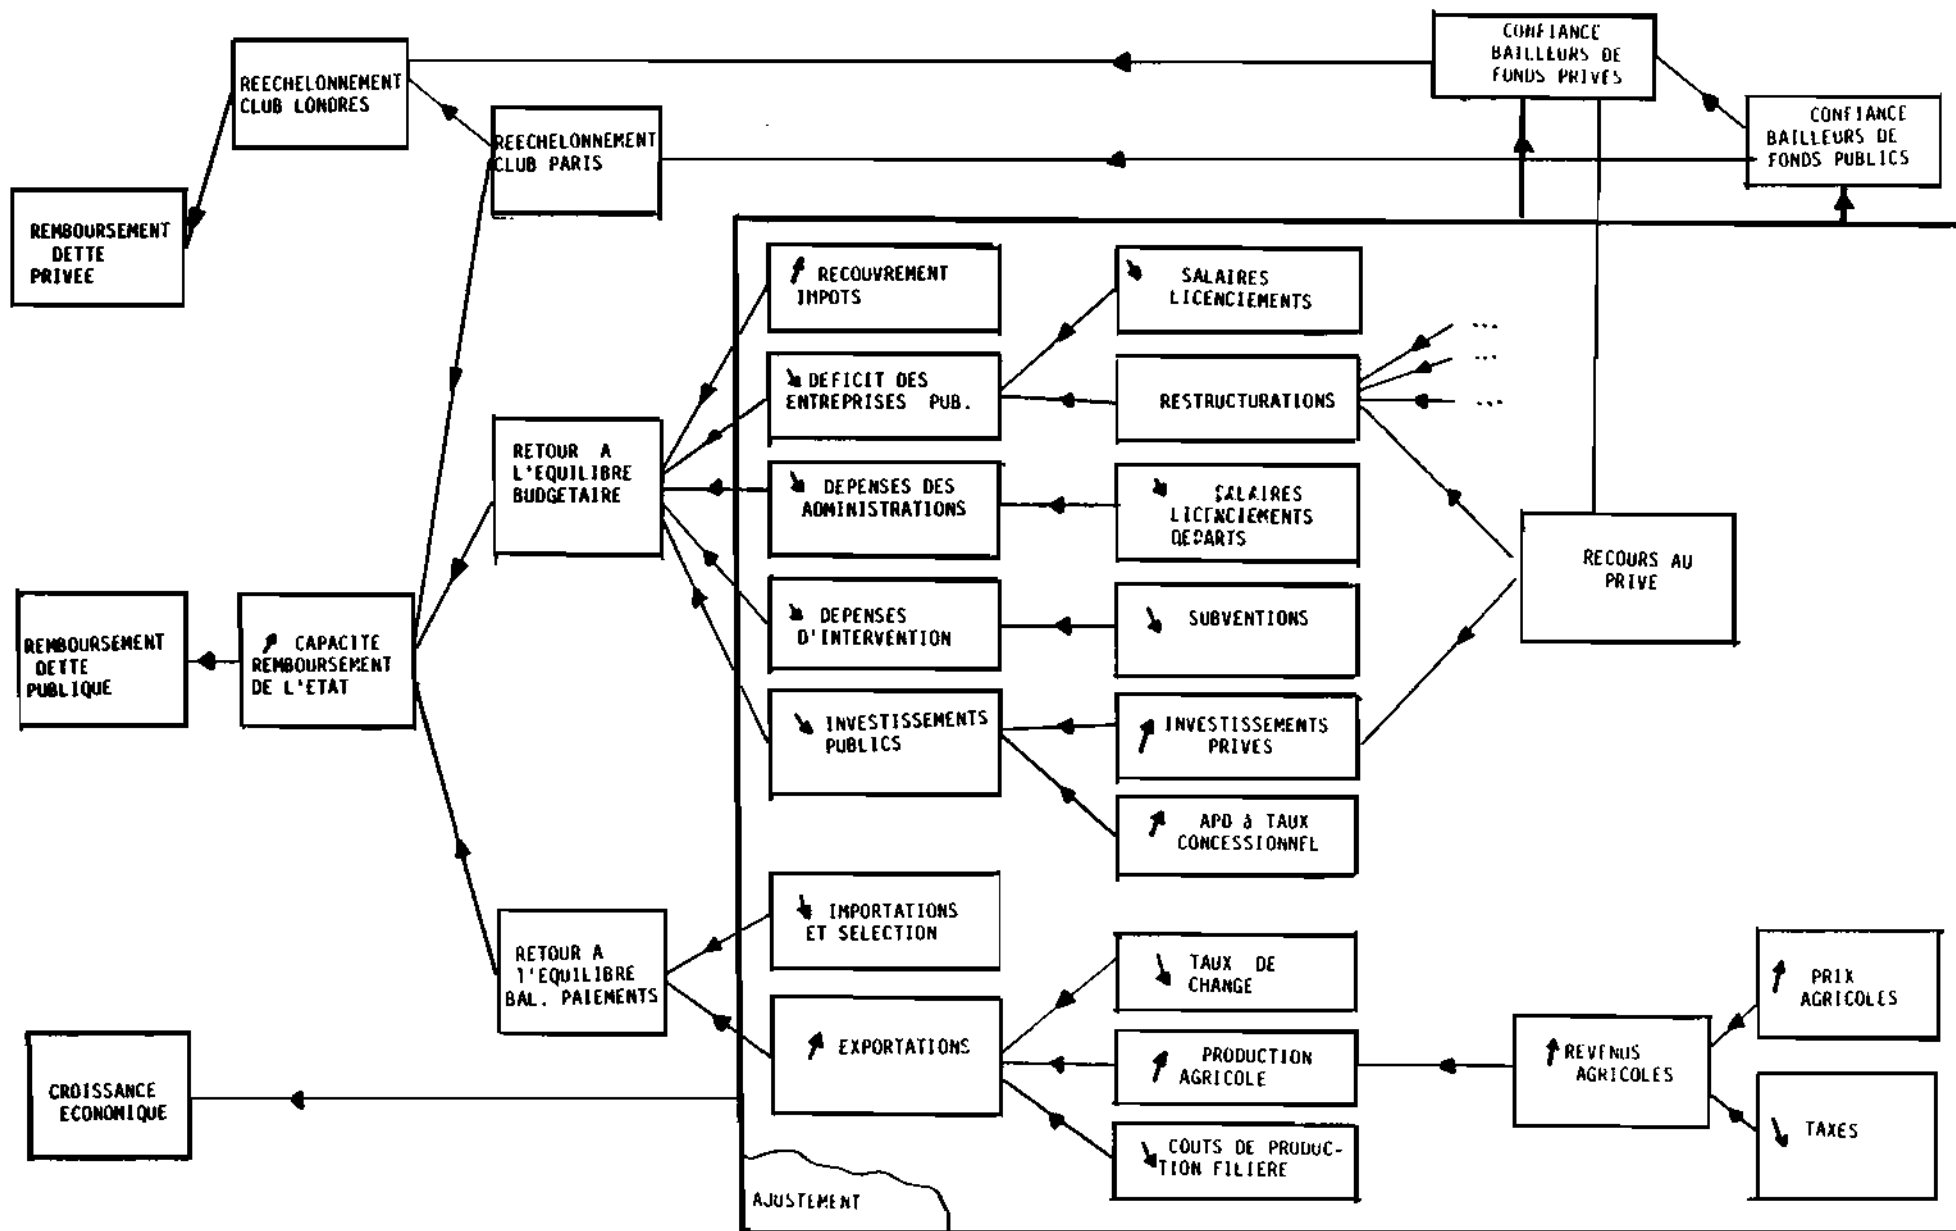 CONFIANCE
BAILLEURS DE
FONDS PRIVES
REECHELONNEMENT
CLUB LONDRES
CONFIANCE
BAILLEURS DE
FONDS PUBLICS
REECHELONNEMENT
CLUB PARIS
REMBOURSEMENT
DETTE
PRIVEE
RECOUVREMENT
IMPOTS
SALAIRES
LICENCIEMENTS
...
...
...
DEFICIT DES
ENTREPRISES PUB.
RESTRUCTURATIONS
RETOUR A
L'EQUILIBRE
BUDGETAIRE
DEPENSES DES
ADMINISTRATIONS
SALAIRES
LICENCIEMENTS
DEPARTS
RECOURS AU
PRIVE
DEPENSES
D'INTERVENTION
SUBVENTIONS
REMBOURSEMENT
DETTE
PUBLIQUE
CAPACITE
REMBOURSEMENT
DE L'ETAT
INVESTISSEMENTS
PUBLICS
INVESTISSEMENTS
PRIVES
APD à TAUX
CONCESSIONNEL
IMPORTATIONS
ET SELECTION
RETOUR A
l'EQUILIBRE
BAL. PAIEMENTS
TAUX DE
CHANGE
PRIX
AGRICOLES
EXPORTATIONS
PRODUCTION
AGRICOLE
REVENUS
AGRICOLES
CROISSANCE
ECONOMIQUE
COUTS DE PRODUC-
TION FILIERE
TAXES
AJUSTEMENT